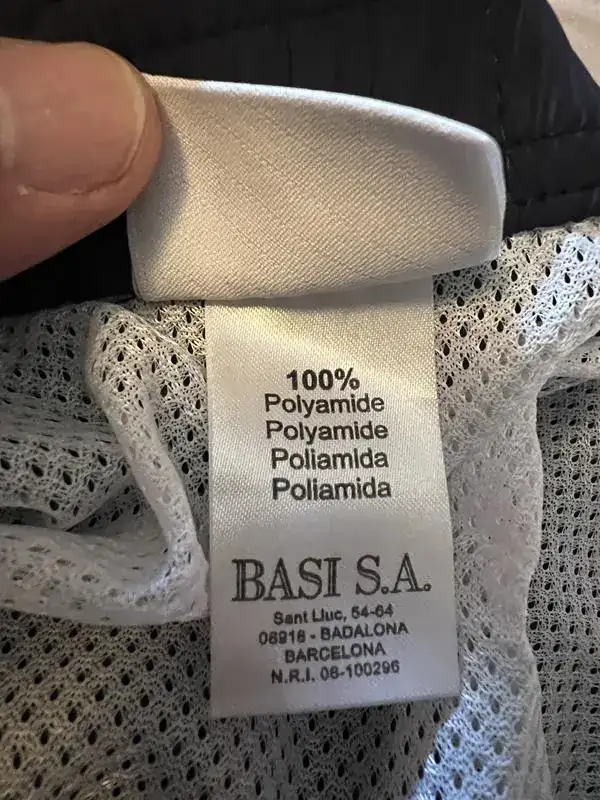 100%
Polyamide
Polyamide
Poliamida
Poliamida
BASI S.A.
Sant Lluc, 54-64
08918 - BADALONA
BARCELONA
N.R.I. 08-100296